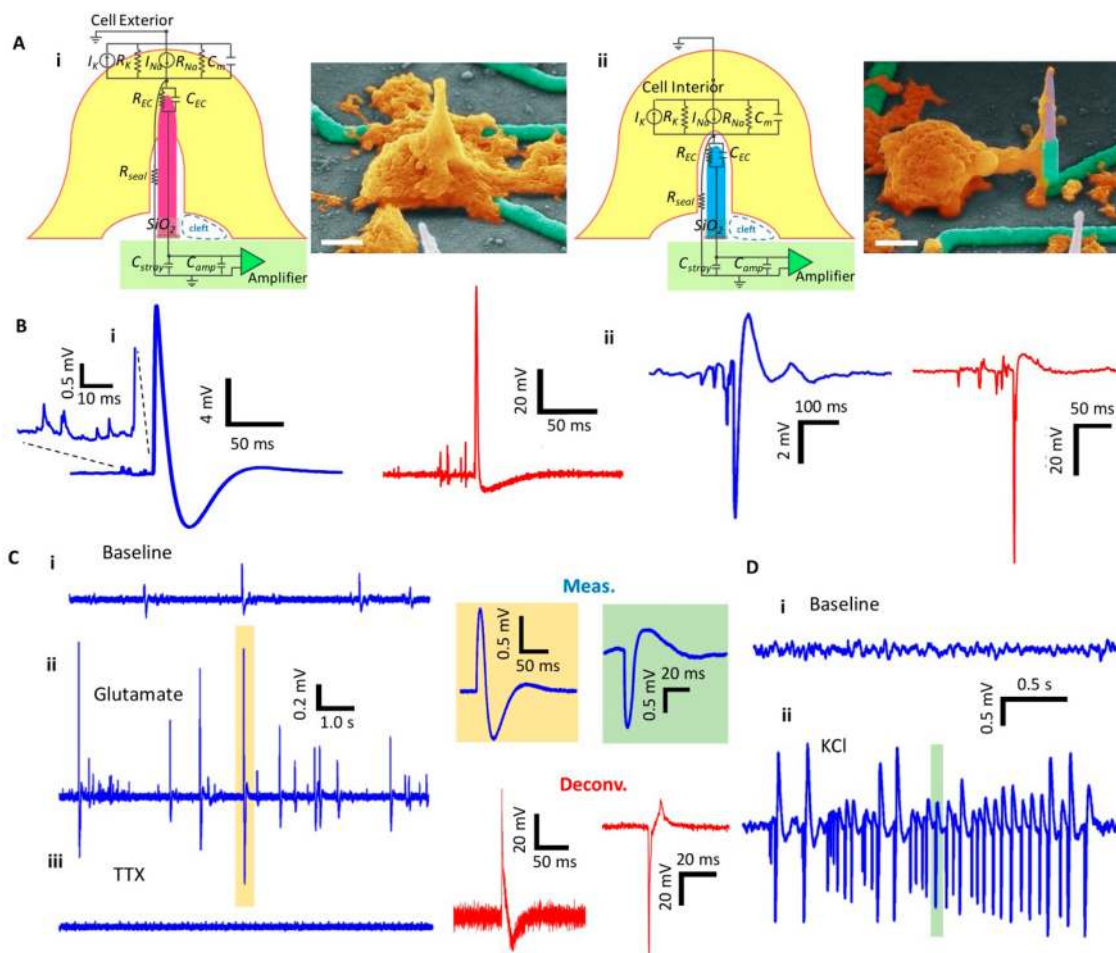 A
i
Cell Exterior
I_K R_K I_Na R_Na C_m
R_EC C_EC
R_seal
SiO_2 cleft
C_stray C_amp
Amplifier
ii
Cell Interior
I_K R_K I_Na R_Na C_m
R_EC C_EC
R_seal
SiO_2 cleft
C_stray C_amp
Amplifier
B
i
0.5 mV
10 ms
4 mV
50 ms
20 mV
50 ms
ii
100 ms
2 mV
50 ms
20 mV
C
i
Baseline
ii
Glutamate
0.2 mV
1.0 s
iii
TTX
Meas.
0.5 mV
50 ms
20 ms
0.5 mV
Deconv.
20 mV
50 ms
20 ms
20 mV
D
i
Baseline
0.5 s
0.5 mV
ii
KCl